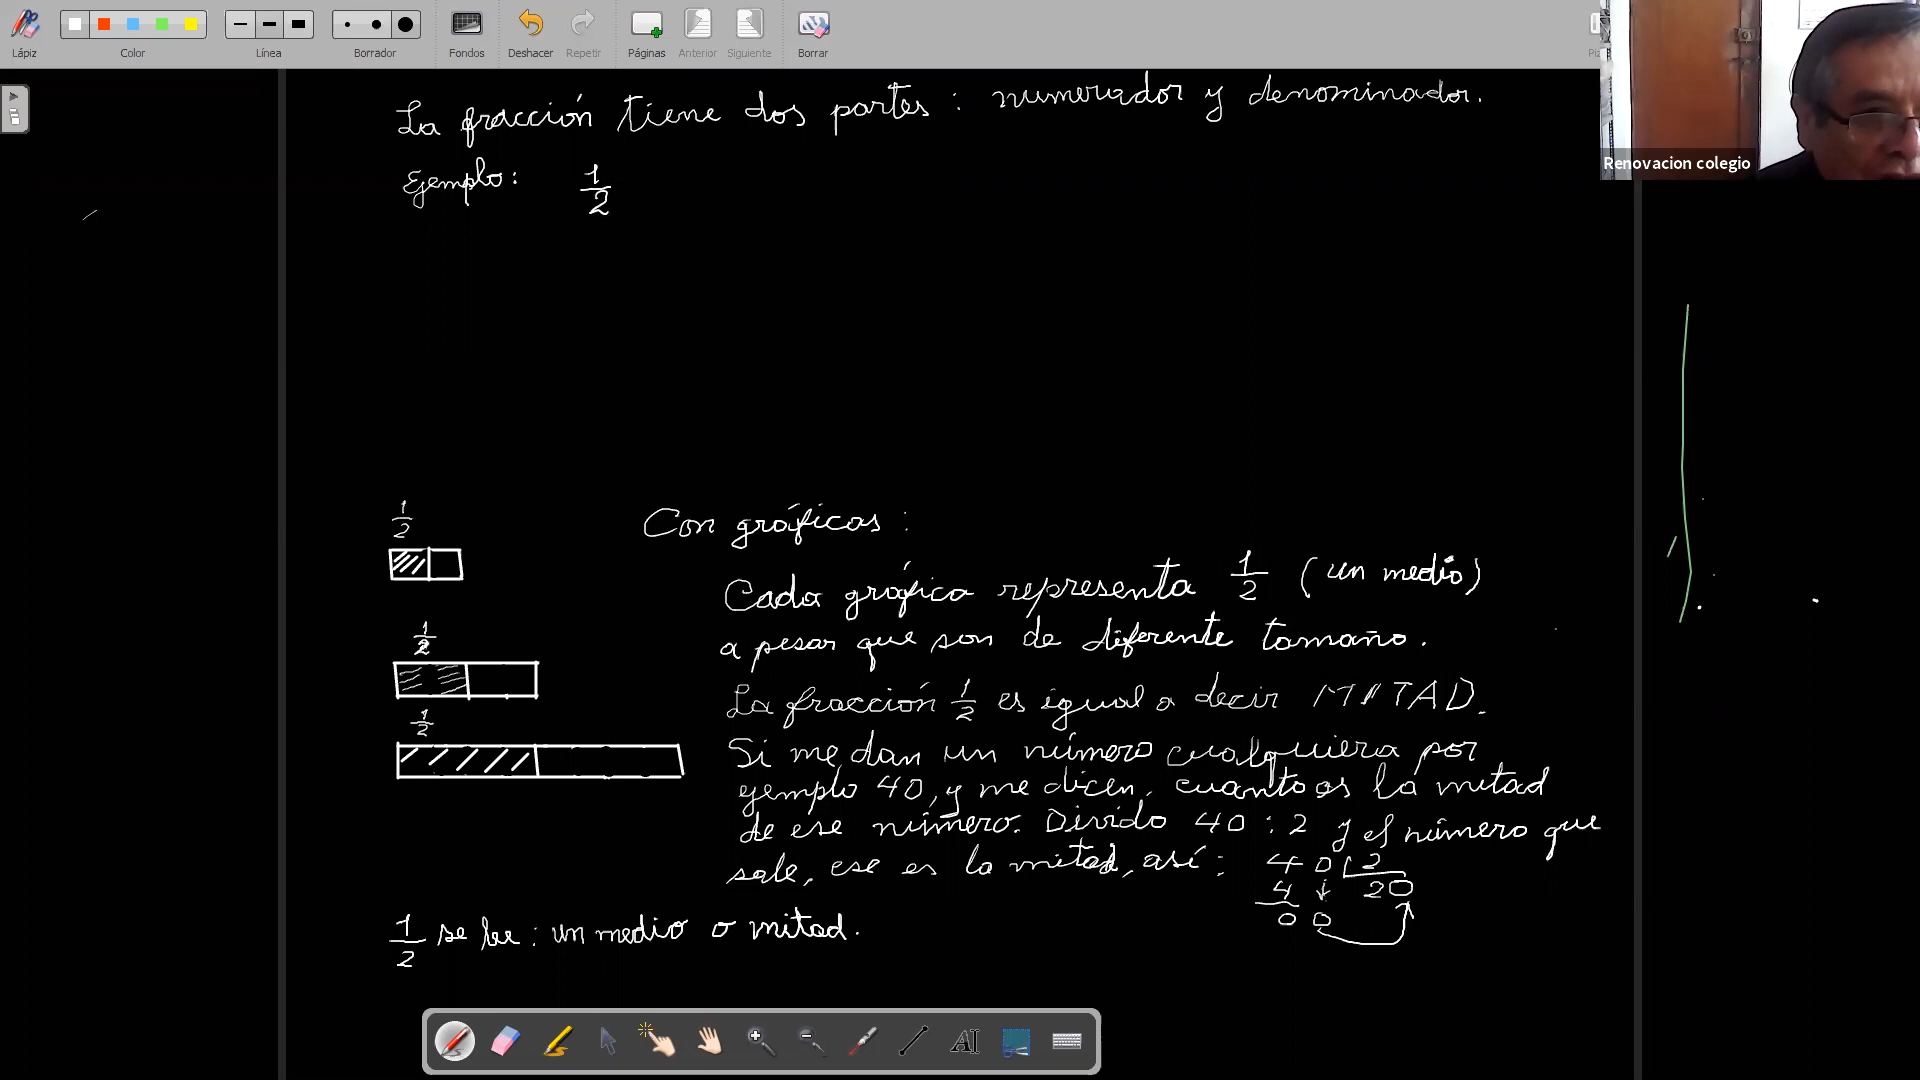 Lápiz
Color
Línea
Borrador
Fondos
Deshacer
Repetir
Páginas
Anterior
Siguiente
Borrar
Renovacion colegio
La fracción tiene dos partes : numerador y denominador.
Ejemplo: 1/2
1/2
Con gráficas :
Cada gráfica representa 1/2 (un medio)
1/2
a pesar que son de diferente tamaño.
La fracción 1/2 es igual a decir MITAD.
1/2
Si me dan un número cualquiera por
ejemplo 40, y me dicen, cuanto es la mitad
de ese número. Divido 40 : 2 y el número que
sale, ese es la mitad, así : 40 2
4 20
0 0
1/2 se lee : un medio o mitad.
AI